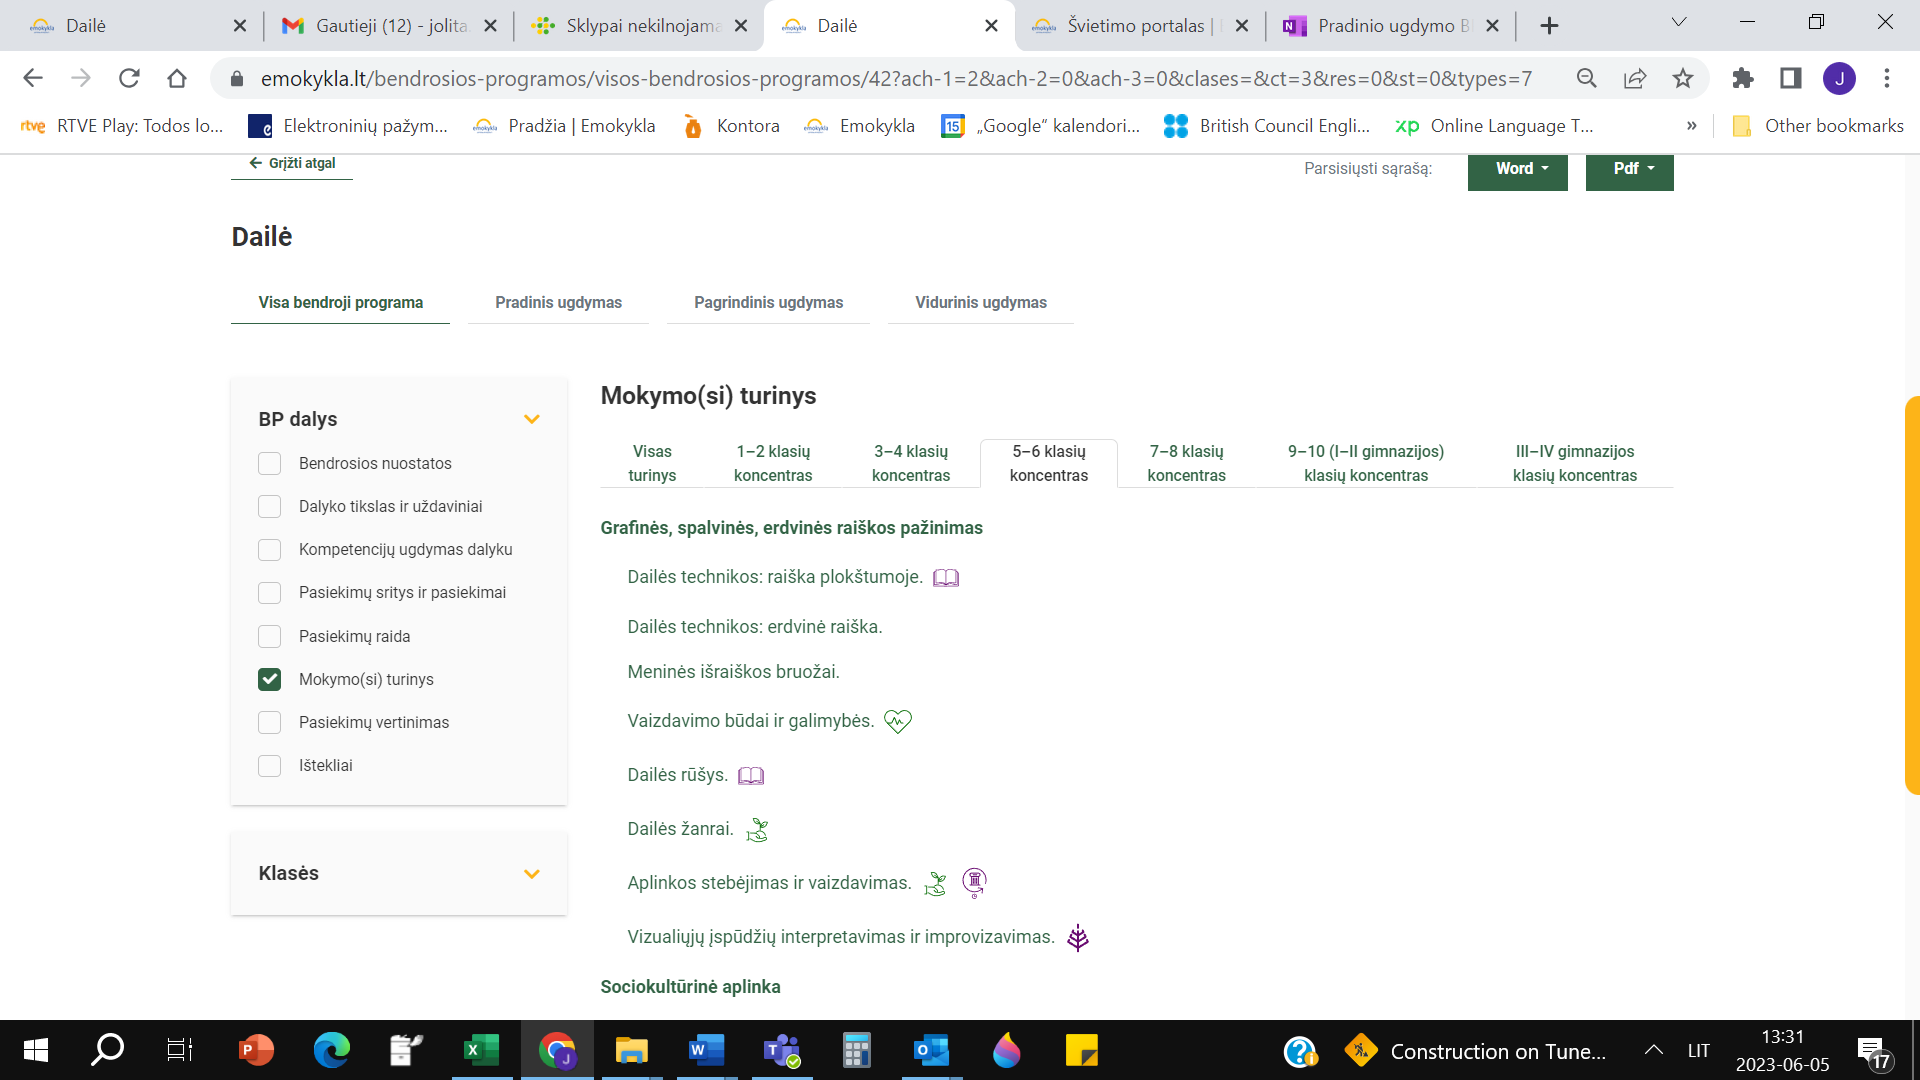 Dailė
Gautieji (12) - jolita.
Sklypai nekilnojama
Dailė
Švietimo portalas |
Pradinio ugdymo B
emokykla.lt/bendrosios-programos/visos-bendrosios-programos/42?ach-1=2&ach-2=0&ach-3=0&clases=&ct=3&res=0&st=0&types=7
J
rtve RTVE Play: Todos lo...
Elektroninių pažym...
Pradžia | Emokykla
Kontora
Emokykla
15 „Google“ kalendori...
British Council Engli...
xp Online Language T...
»
Other bookmarks
Grįžti atgal
Parsisiųsti sąrašą:
Word
Pdf
Dailė
Visa bendroji programa
Pradinis ugdymas
Pagrindinis ugdymas
Vidurinis ugdymas
BP dalys
Bendrosios nuostatos
Dalyko tikslas ir uždaviniai
Kompetencijų ugdymas dalyku
Pasiekimų sritys ir pasiekimai
Pasiekimų raida
Mokymo(si) turinys
Pasiekimų vertinimas
Ištekliai
Klasės
Mokymo(si) turinys
Visas
turinys
1–2 klasių
koncentras
3–4 klasių
koncentras
5–6 klasių
koncentras
7–8 klasių
koncentras
9–10 (I–II gimnazijos)
klasių koncentras
III–IV gimnazijos
klasių koncentras
Grafinės, spalvinės, erdvinės raiškos pažinimas
Dailės technikos: raiška plokštumoje.
Dailės technikos: erdvinė raiška.
Meninės išraiškos bruožai.
Vaizdavimo būdai ir galimybės.
Dailės rūšys.
Dailės žanrai.
Aplinkos stebėjimas ir vaizdavimas.
Vizualiųjų įspūdžių interpretavimas ir improvizavimas.
Sociokultūrinė aplinka
Construction on Tune...
LIT
13:31
2023-06-05
17